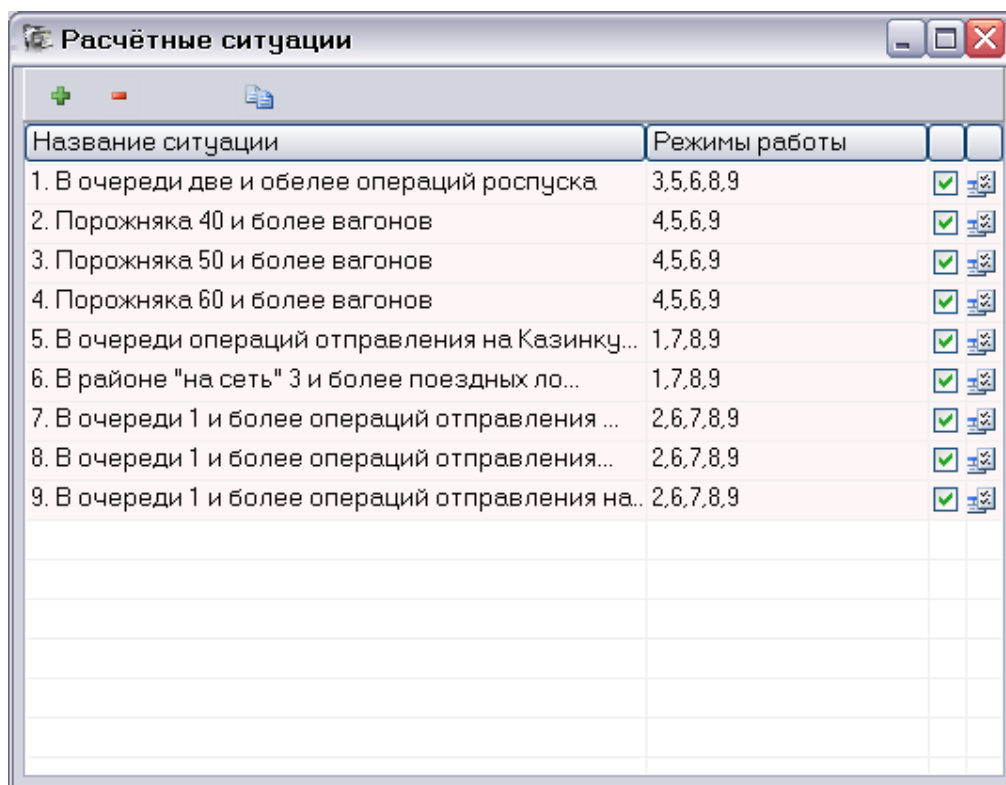 Расчётные ситуации
Название ситуации Режимы работы
1. В очереди две и обелее операций роспуска 3,5,6,8,9
2. Порожняка 40 и более вагонов 4,5,6,9
3. Порожняка 50 и более вагонов 4,5,6,9
4. Порожняка 60 и более вагонов 4,5,6,9
5. В очереди операций отправления на Казинку... 1,7,8,9
6. В районе "на сеть" 3 и более поездных ло... 1,7,8,9
7. В очереди 1 и более операций отправления ... 2,6,7,8,9
8. В очереди 1 и более операций отправления... 2,6,7,8,9
9. В очереди 1 и более операций отправления на... 2,6,7,8,9